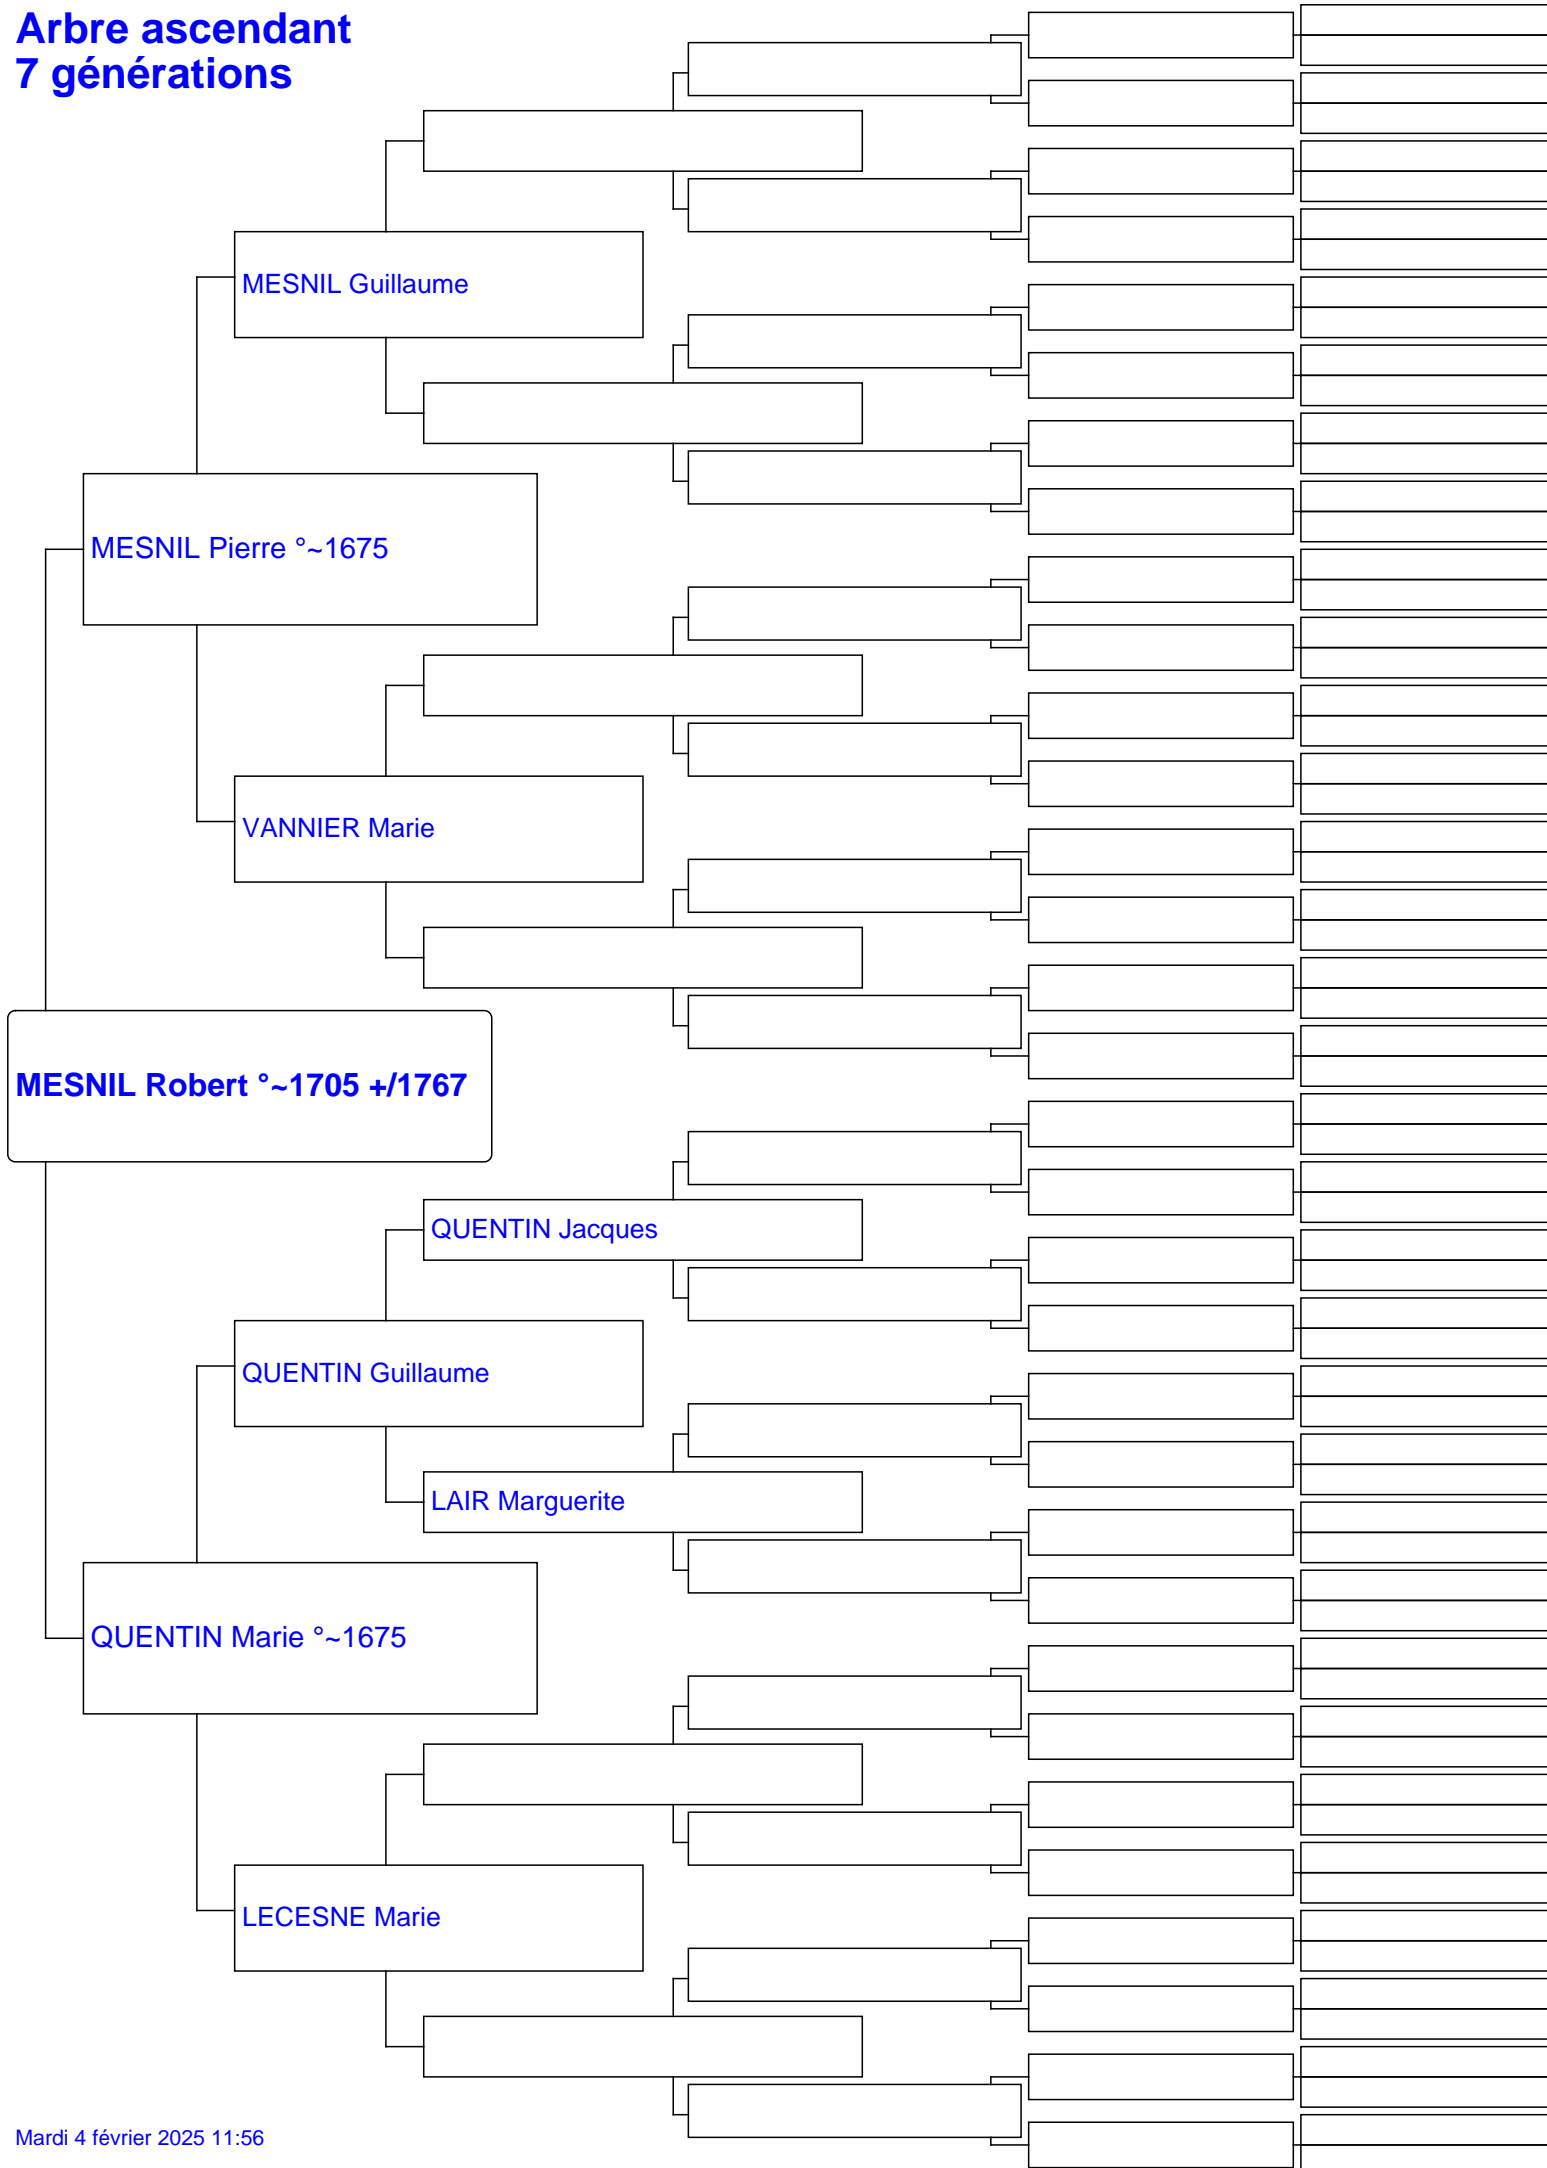 Arbre ascendant
7 générations
MESNIL Guillaume
MESNIL Pierre °~1675
VANNIER Marie
MESNIL Robert °~1705 +/1767
QUENTIN Jacques
QUENTIN Guillaume
LAIR Marguerite
QUENTIN Marie °~1675
LECESNE Marie
Mardi 4 février 2025 11:56